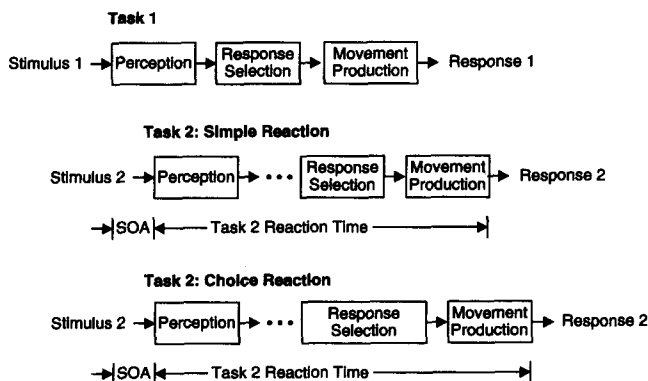 Task 1
Stimulus 1 Perception Response Selection Movement Production Response 1
Task 2: Simple Reaction
Stimulus 2 Perception • • • Response Selection Movement Production Response 2
SOA Task 2 Reaction Time
Task 2: Choice Reaction
Stimulus 2 Perception • • • Response Selection Movement Production Response 2
SOA Task 2 Reaction Time